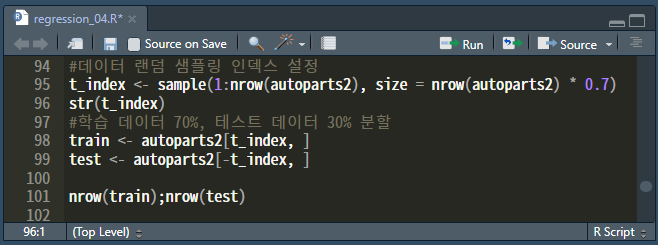 regression_04.R*
Source on Save
Run
Source
94 #데이터 랜덤 샘플링 인덱스 설정
95 t_index <- sample(1:nrow(autoparts2), size = nrow(autoparts2) * 0.7)
96 str(t_index)
97 #학습 데이터 70%, 테스트 데이터 30% 분할
98 train <- autoparts2[t_index, ]
99 test <- autoparts2[-t_index, ]
100
101 nrow(train);nrow(test)
102
96:1 (Top Level) R Script